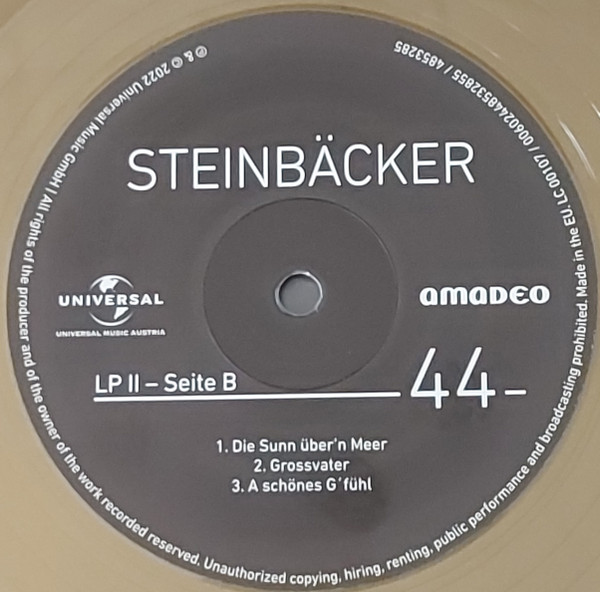 STEINBÄCKER
UNIVERSAL
UNIVERSAL MUSIC AUSTRIA
amadeo
LP II – Seite B
44–
1. Die Sunn über'n Meer
2. Grossvater
3. A schönes G´fühl
℗ & © 2022 Universal Music GmbH | All rights of the producer and of the owner of the work recorded reserved. Unauthorized copying, hiring, renting, public performance and broadcasting prohibited. Made in the EU. LC 00107 / 00602448532855 / 4853285